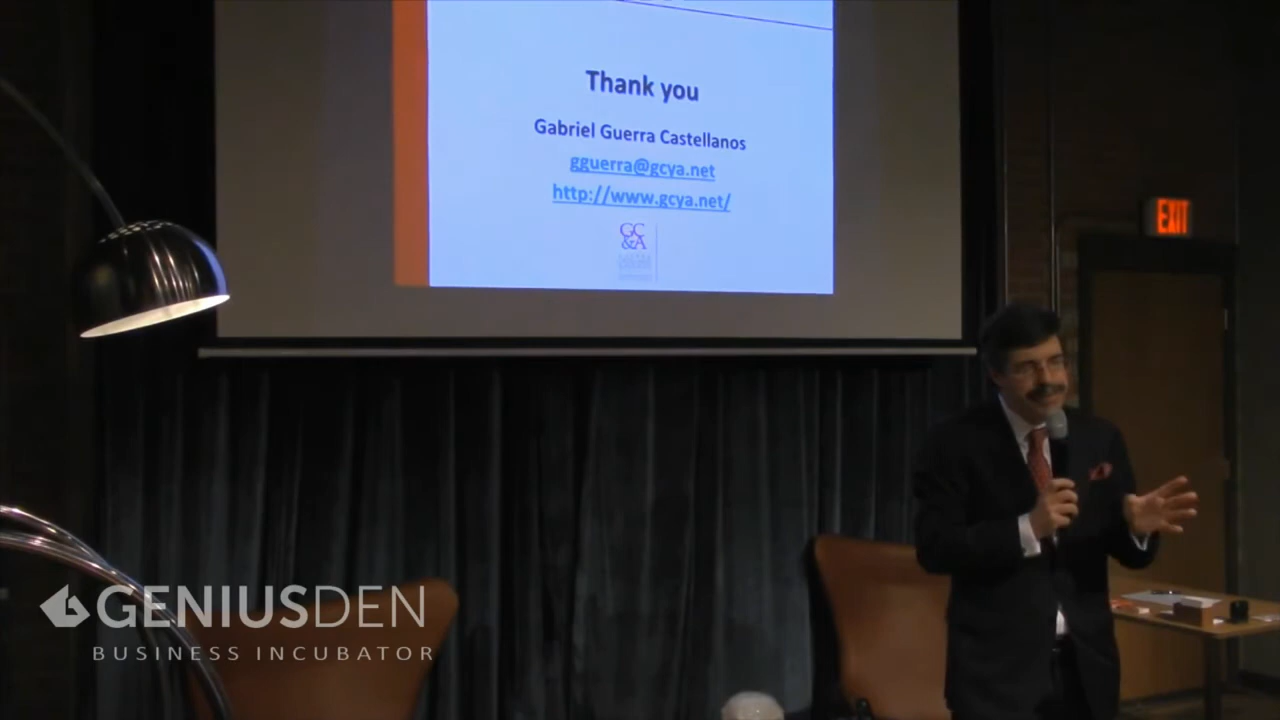 Thank you
Gabriel Guerra Castellanos
gguerra@gcya.net
http://www.gcya.net/
GC
&A
EXIT
GENIUSDEN
BUSINESS INCUBATOR